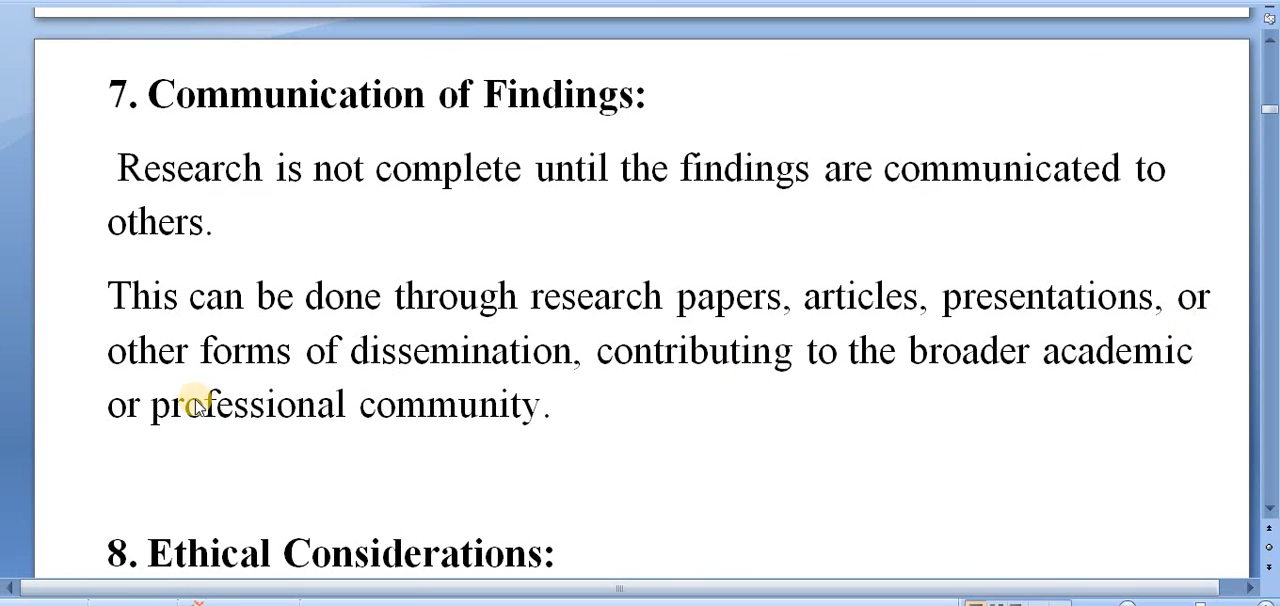 7. Communication of Findings:
Research is not complete until the findings are communicated to
others.
This can be done through research papers, articles, presentations, or
other forms of dissemination, contributing to the broader academic
or professional community.
8. Ethical Considerations: